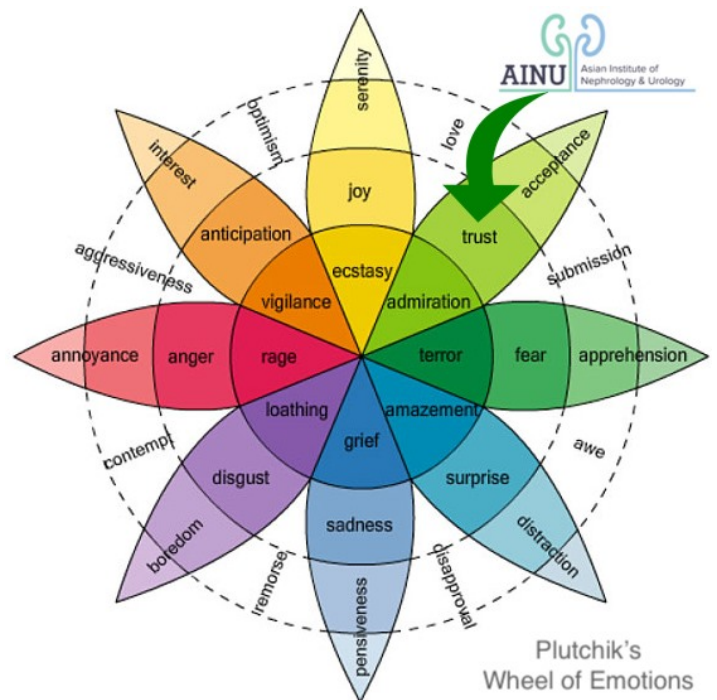 serenity
AINU
Asian Institute of
Nephrology & Urology
optimism
love
interest
acceptance
joy
anticipation
trust
aggressiveness
submission
ecstasy
vigilance
admiration
annoyance
anger
rage
terror
fear
apprehension
loathing
amazement
grief
contempt
awe
disgust
surprise
sadness
boredom
distraction
remorse
disapproval
pensiveness
Plutchik's
Wheel of Emotions